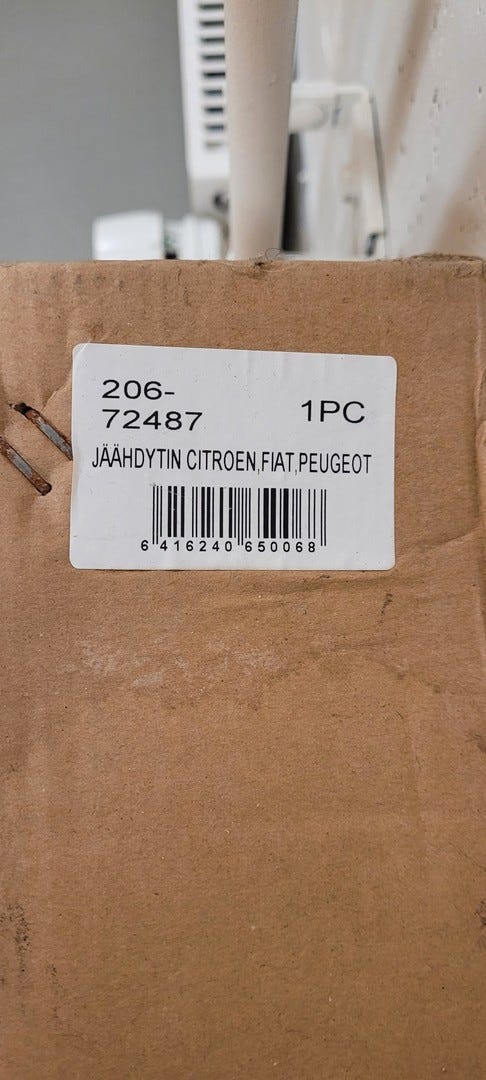 206-
72487 1PC
JÄÄHDYTIN CITROEN,FIAT,PEUGEOT
6 416240 650068